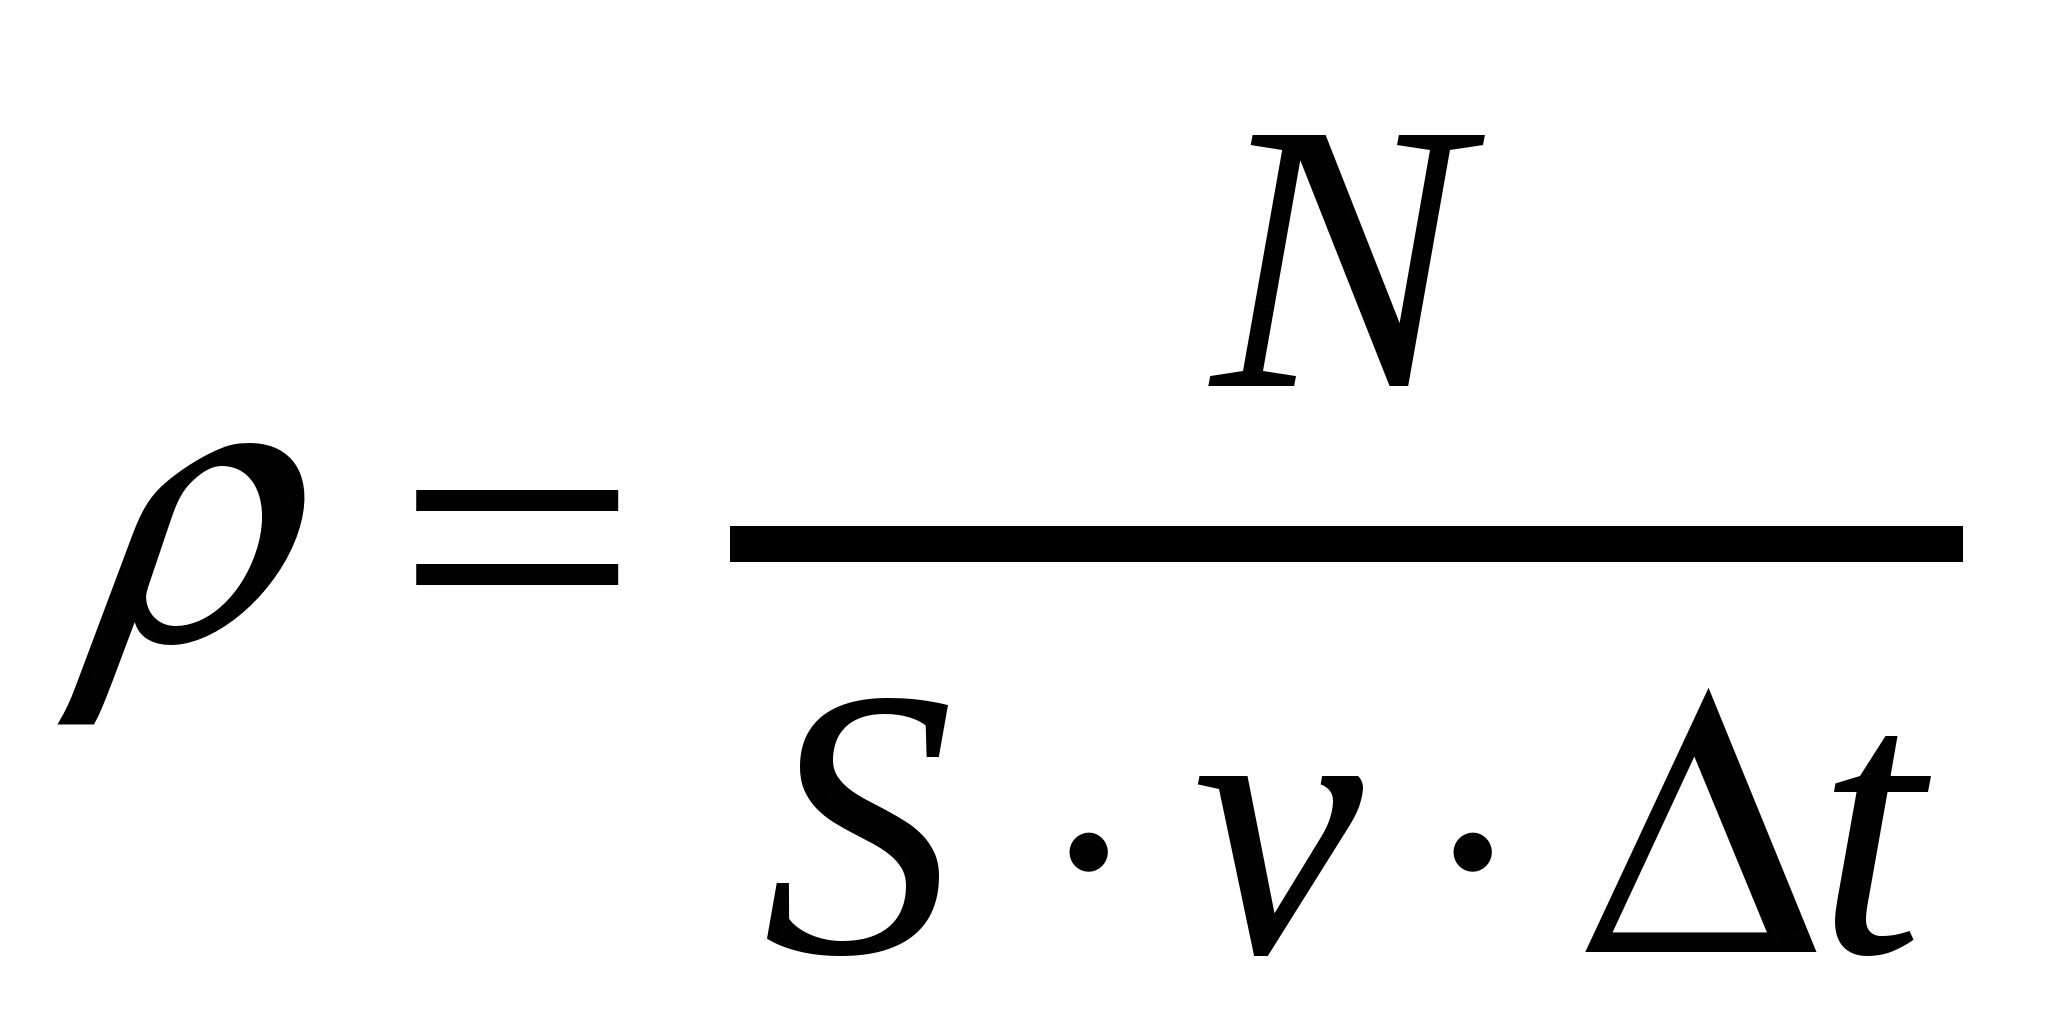 ρ = N / (S · v · Δt)